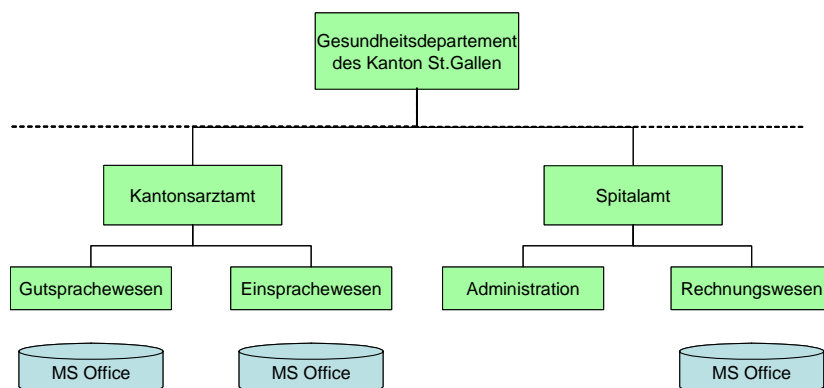 Gesundheitsdepartement
des Kanton St.Gallen
Kantonsarztamt
Spitalamt
Gutsprachewesen
Einsprachewesen
Administration
Rechnungswesen
MS Office
MS Office
MS Office